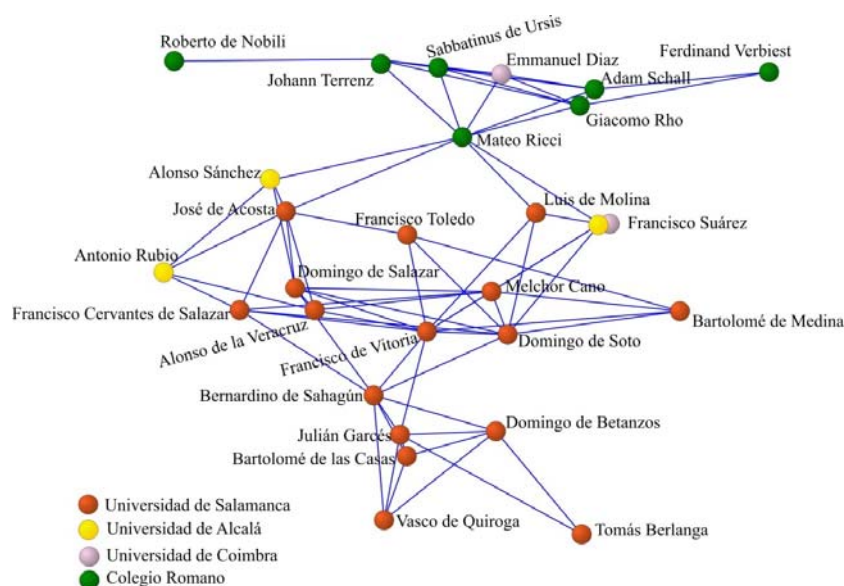 Roberto de Nobili
Sabbatinus de Ursis
Emmanuel Diaz
Ferdinand Verbiest
Johann Terrenz
Adam Schall
Giacomo Rho
Mateo Ricci
Alonso Sánchez
José de Acosta
Luis de Molina
Francisco Toledo
Francisco Suárez
Antonio Rubio
Domingo de Salazar
Melchor Cano
Francisco Cervantes de Salazar
Bartolomé de Medina
Alonso de la Veracruz
Francisco de Vitoria
Domingo de Soto
Bernardino de Sahagún
Domingo de Betanzos
Julián Garcés
Bartolomé de las Casas
Vasco de Quiroga
Tomás Berlanga
Universidad de Salamanca
Universidad de Alcalá
Universidad de Coimbra
Colegio Romano